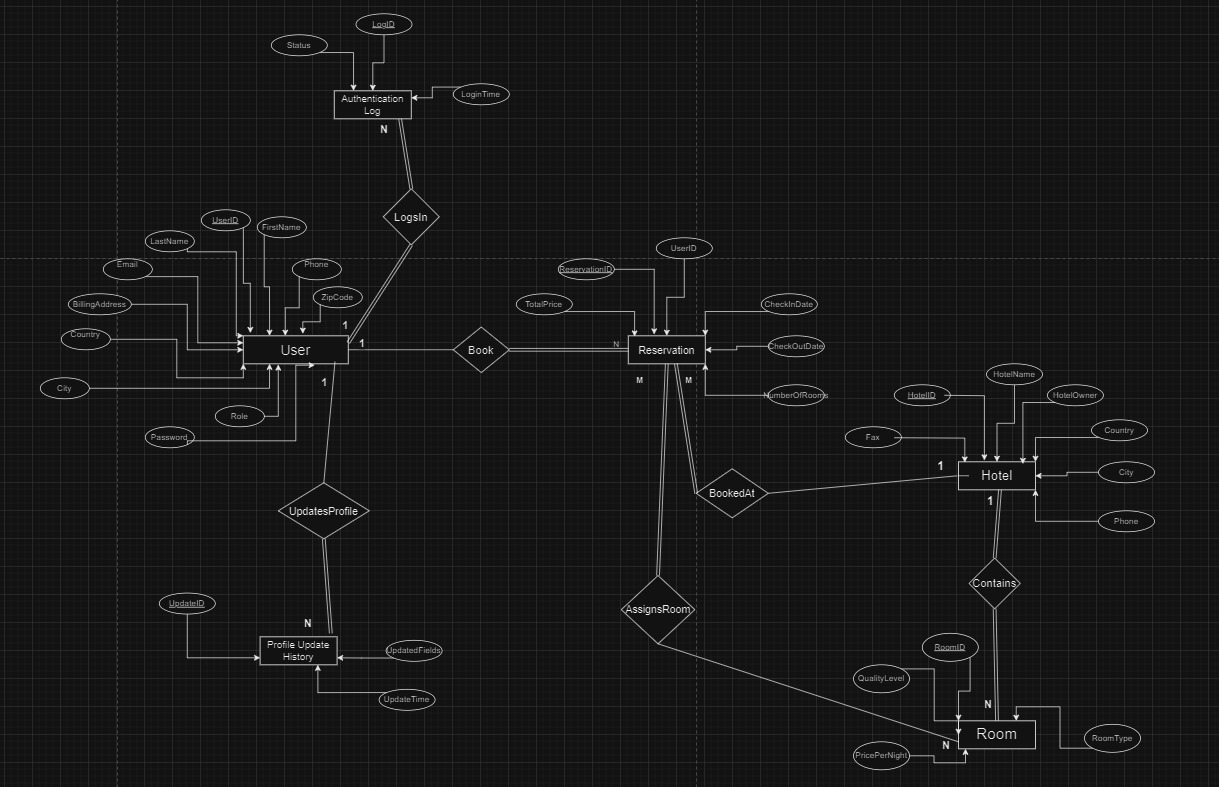 LogID
Status
LoginTime
Authentication
Log
N
LogsIn
UserID
FirstName
LastName
Email
Phone
BillingAddress
ZipCode
Country
1
User
1
City
1
Role
Password
Book
UserID
ReservationID
TotalPrice
CheckInDate
N
Reservation
CheckOutDate
M
M
NumberOfRooms
HotelName
HotelID
HotelOwner
Fax
Country
1
Hotel
City
1
Phone
BookedAt
UpdatesProfile
Contains
AssignsRoom
UpdateID
N
Profile Update
History
UpdatedFields
UpdateTime
RoomID
QualityLevel
N
Room
N
RoomType
PricePerNight